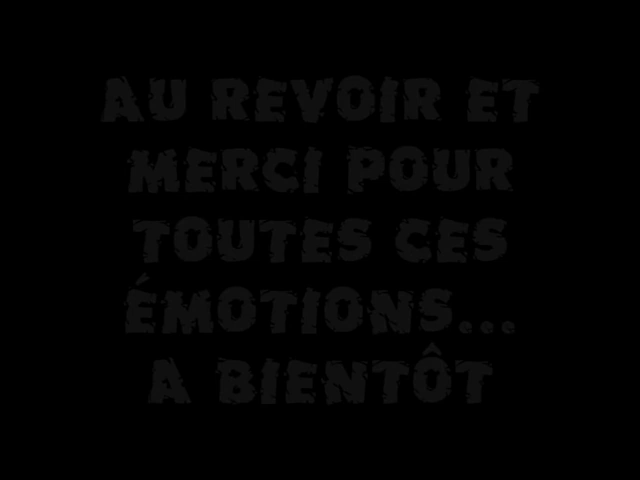 AU REVOIR ET
MERCI POUR
TOUTES CES
ÉMOTIONS...
A BIENTÔT